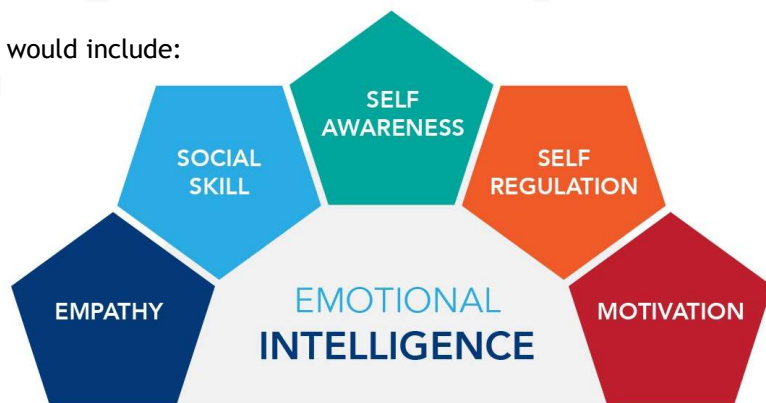 would include:
SELF
AWARENESS
SOCIAL
SKILL
SELF
REGULATION
EMPATHY
EMOTIONAL
INTELLIGENCE
MOTIVATION